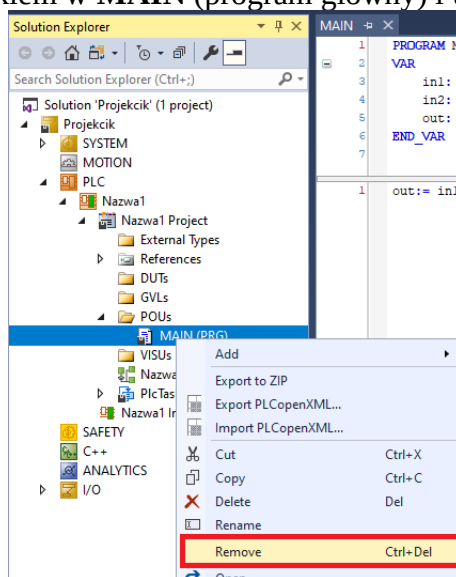 w MAIN (program główny) i
Solution Explorer
MAIN
Search Solution Explorer (Ctrl+;)
Solution 'Projekcik' (1 project)
Projekcik
SYSTEM
MOTION
PLC
Nazwa1
Nazwa1 Project
External Types
References
DUTs
GVLs
POUs
MAIN (PRG)
VISUs
Nazwa
PlcTas
Nazwa1 I
SAFETY
C++
ANALYTICS
I/O
1 PROGRAM M
2 VAR
3 in1:
4 in2:
5 out:
6 END_VAR
7
1 out:= in1
Add
Export to ZIP
Export PLCopenXML...
Import PLCopenXML...
Cut Ctrl+X
Copy Ctrl+C
Delete Del
Rename
Remove Ctrl+Del